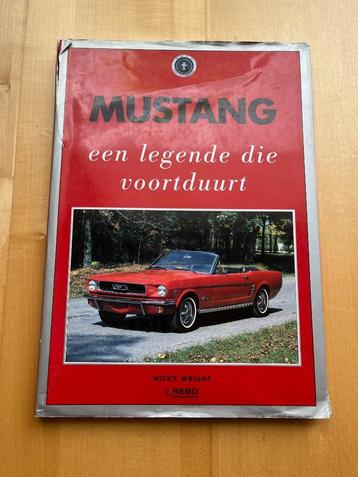 MUSTANG
een legende die
voortduurt
NICKY WRIGHT
REBO